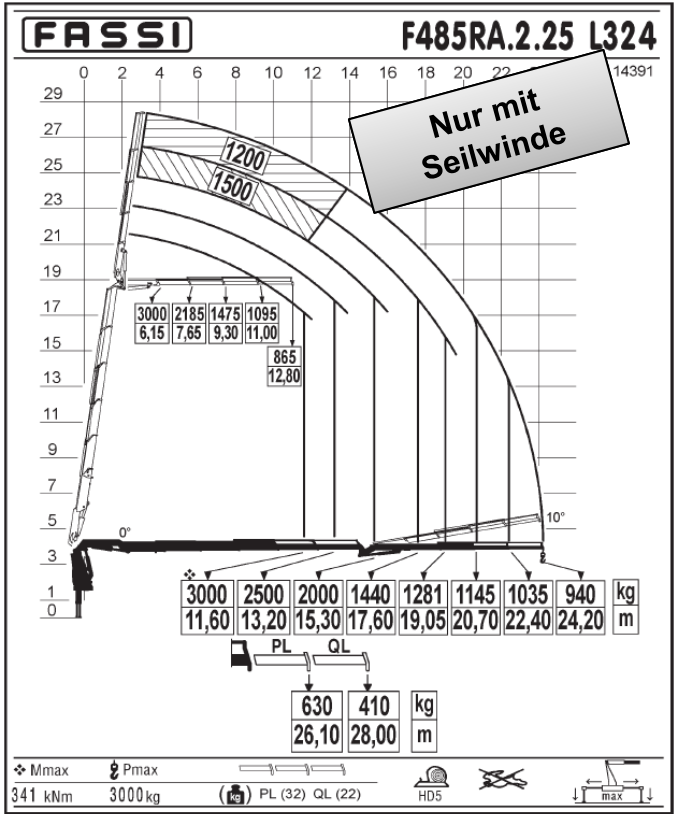 FASSI
F485RA.2.25 L324
0 2 4 6 8 10 12 14 16 18 20 22
14391
Nur mit
Seilwinde
29
27
25
23
21
19
17
15
13
11
9
7
5
3
1
0
1200
1500
3000 2185 1475 1095
6,15 7,65 9,30 11,00
865
12,80
0°
10°
3000 2500 2000 1440 1281 1145 1035 940 kg
11,60 13,20 15,30 17,60 19,05 20,70 22,40 24,20 m
PL QL
630 410 kg
26,10 28,00 m
Mmax Pmax
341 kNm 3000 kg (kg) PL (32) QL (22) HD5 max